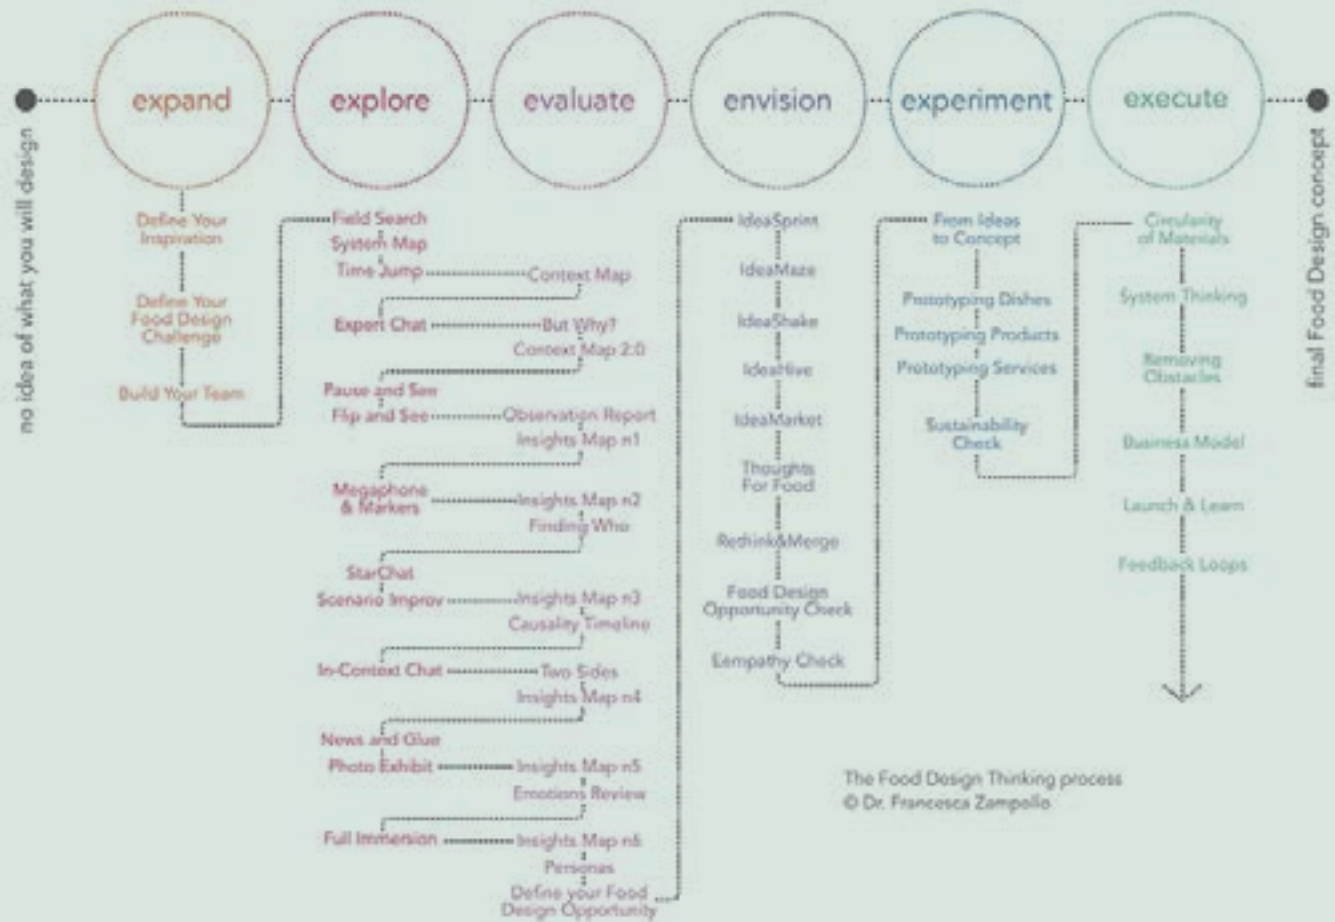 expand
explore
evaluate
envision
experiment
execute
no idea of what you will design
final Food Design concept
Define Your
Inspiration
Define Your
Food Design
Challenge
Build Your Team
Field Search
System Map
Time Jump
Context Map
Expert Chat
But Why?
Context Map 2.0
Pause and See
Flip and See
Observation Report
Insights Map n1
Megaphone
& Markers
Insights Map n2
Finding Who
StarChat
Scenario Improv
Insights Map n3
Causality Timeline
In-Context Chat
Two Sides
Insights Map n4
News and Glue
Photo Exhibit
Insights Map n5
Emotions Review
Full Immersion
Insights Map n6
Personas
Define your Food
Design Opportunity
IdeaSprint
IdeaMaze
IdeaShake
IdeaHive
IdeaMarket
Thoughts
For Food
Rethink&Merge
Food Design
Opportunity Check
Eempathy Check
From Ideas
to Concept
Prototyping Dishes
Prototyping Products
Prototyping Services
Sustainability
Check
Circularity
of Materials
System Thinking
Removing
Obstacles
Business Model
Launch & Learn
Feedback Loops
The Food Design Thinking process
© Dr. Francesca Zampollo